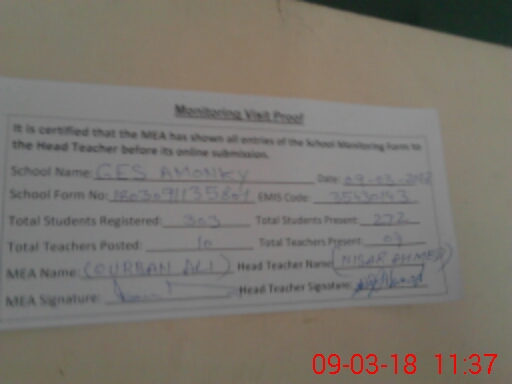 Monitoring Visit Proof
It is certified that the MEA has shown all entries of the School Monitoring Form to
the Head Teacher before its online submission.
School Name: GES AMONKY Date: 09-03-
School Form No: EMIS Code:
Total Students Registered: 303 Total Students Present: 272
Total Teachers Posted: 10 Total Teachers Present: 09
MEA Name: (QURBAN ALI) Head Teacher Name: (NISAR AHMED)
MEA Signature: Head Teacher Signature:
09-03-18 11:37